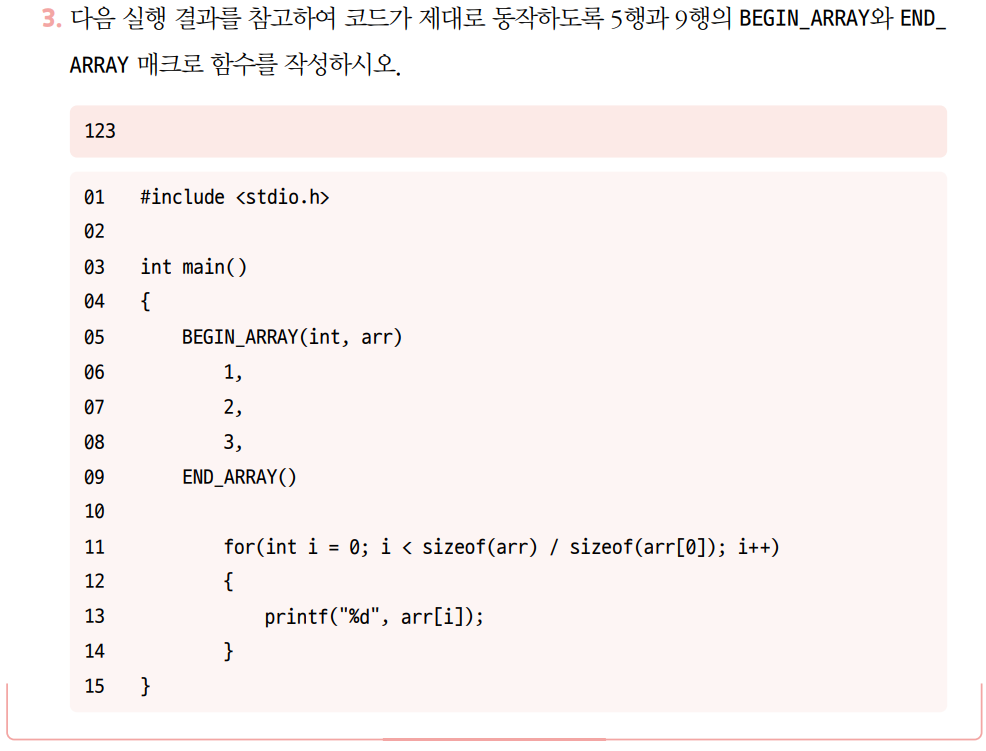 3. 다음 실행 결과를 참고하여 코드가 제대로 동작하도록 5행과 9행의 BEGIN_ARRAY와 END_
ARRAY 매크로 함수를 작성하시오.
123
01 #include <stdio.h>
02
03 int main()
04 {
05     BEGIN_ARRAY(int, arr)
06         1,
07         2,
08         3,
09     END_ARRAY()
10
11         for(int i = 0; i < sizeof(arr) / sizeof(arr[0]); i++)
12         {
13             printf("%d", arr[i]);
14         }
15 }